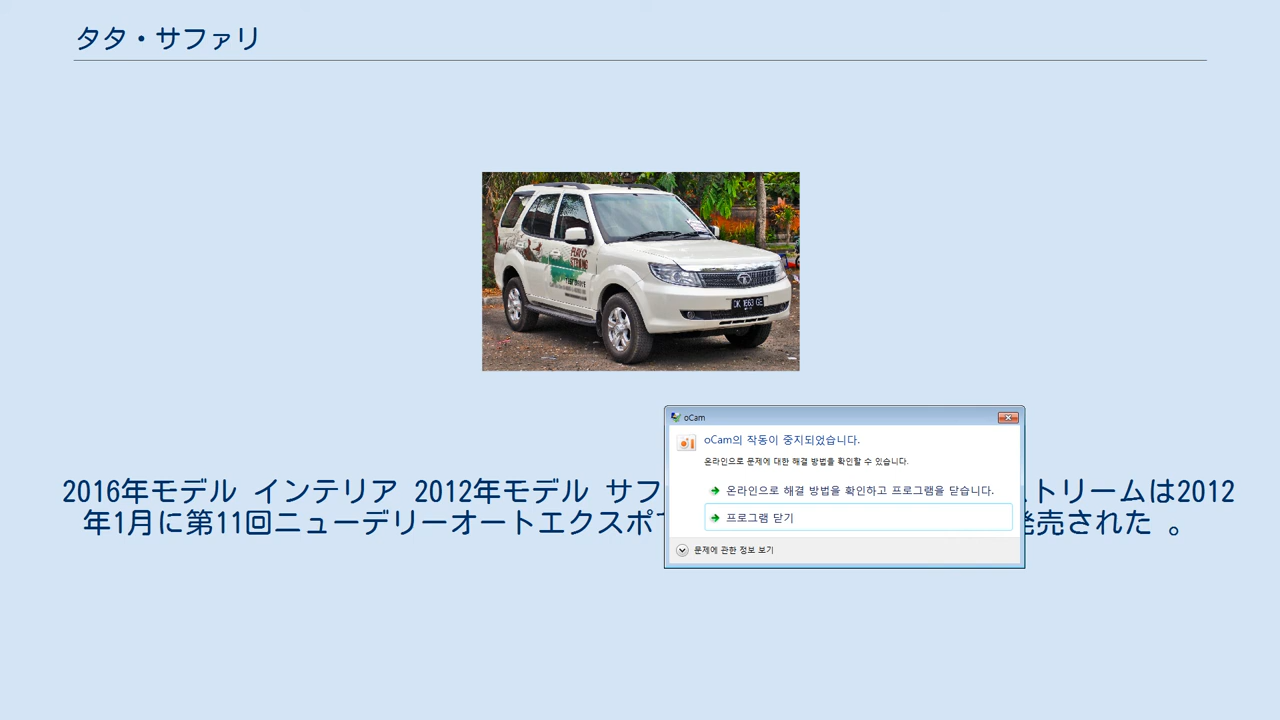 タタ・サファリ
DK 1663 GE
oCam
oCam의 작동이 중지되었습니다.
온라인으로 문제에 대한 해결 방법을 확인할 수 있습니다.
온라인으로 해결 방법을 확인하고 프로그램을 닫습니다.
프로그램 닫기
문제에 관한 정보 보기
2016年モデル インテリア 2012年モデル サフ ストリームは2012
年1月に第11回ニューデリーオートエクスポ 発売された 。